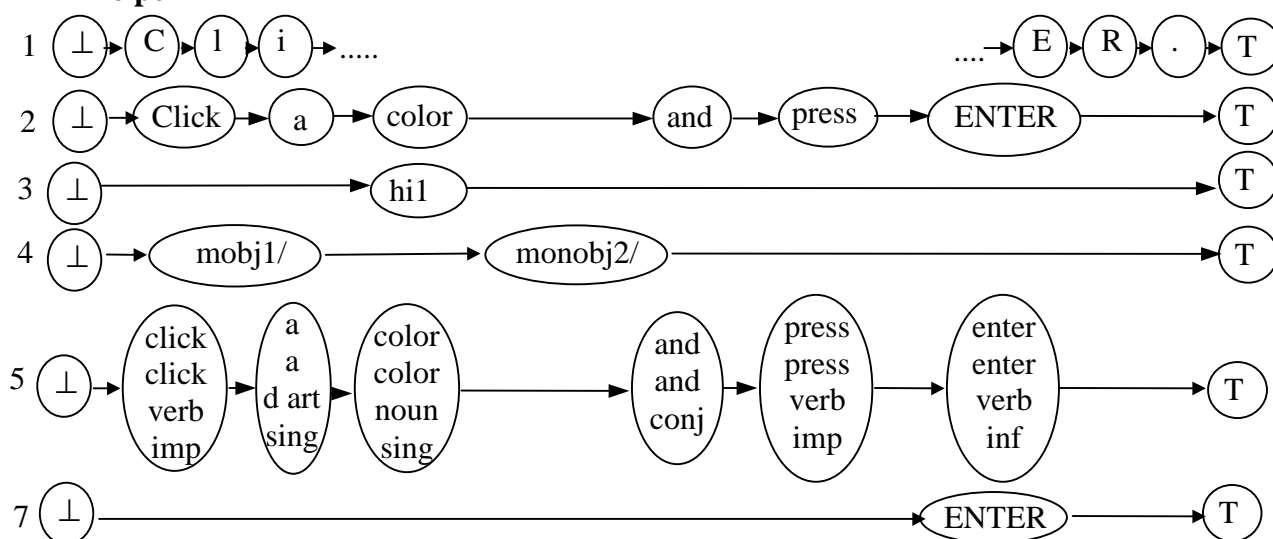 1 ⊥ C l i ..... .... E R . T
2 ⊥ Click a color and press ENTER T
3 ⊥ hi1 T
4 ⊥ mobj1/ monobj2/ T
5 ⊥ click click verb imp a a d art sing color color noun sing and and conj press press verb imp enter enter verb inf T
7 ⊥ ENTER T